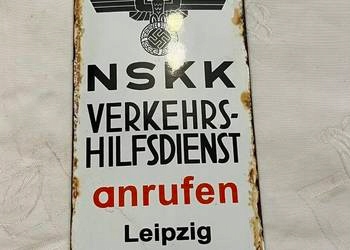 NSKK
VERKEHRS-
HILFSDIENST
anrufen
Leipzig